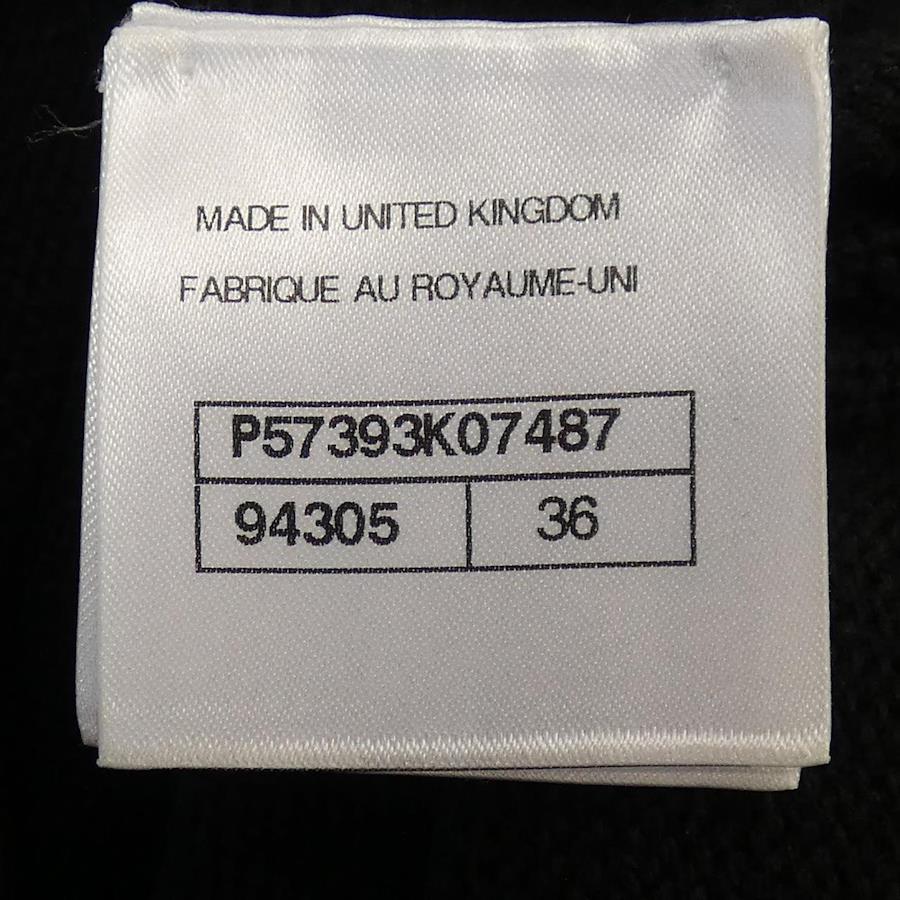 MADE IN UNITED KINGDOM
FABRIQUE AU ROYAUME-UNI
P57393K07487
94305 36